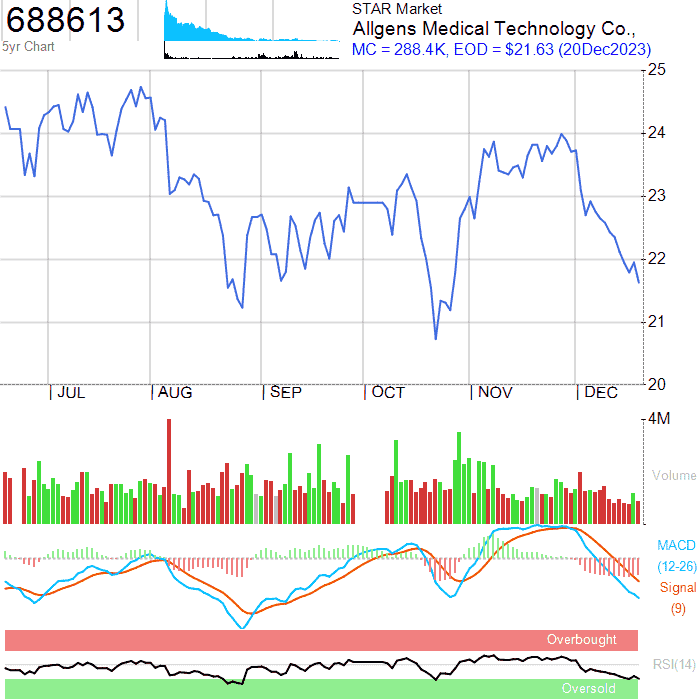 688613
5yr Chart
STAR Market
Allgens Medical Technology Co.,
MC = 288.4K, EOD = $21.63 (20Dec2023)
25
24
23
22
21
20
JUL
AUG
SEP
OCT
NOV
DEC
4M
Volume
MACD
(12-26)
Signal
(9)
Overbought
RSI(14)
Oversold